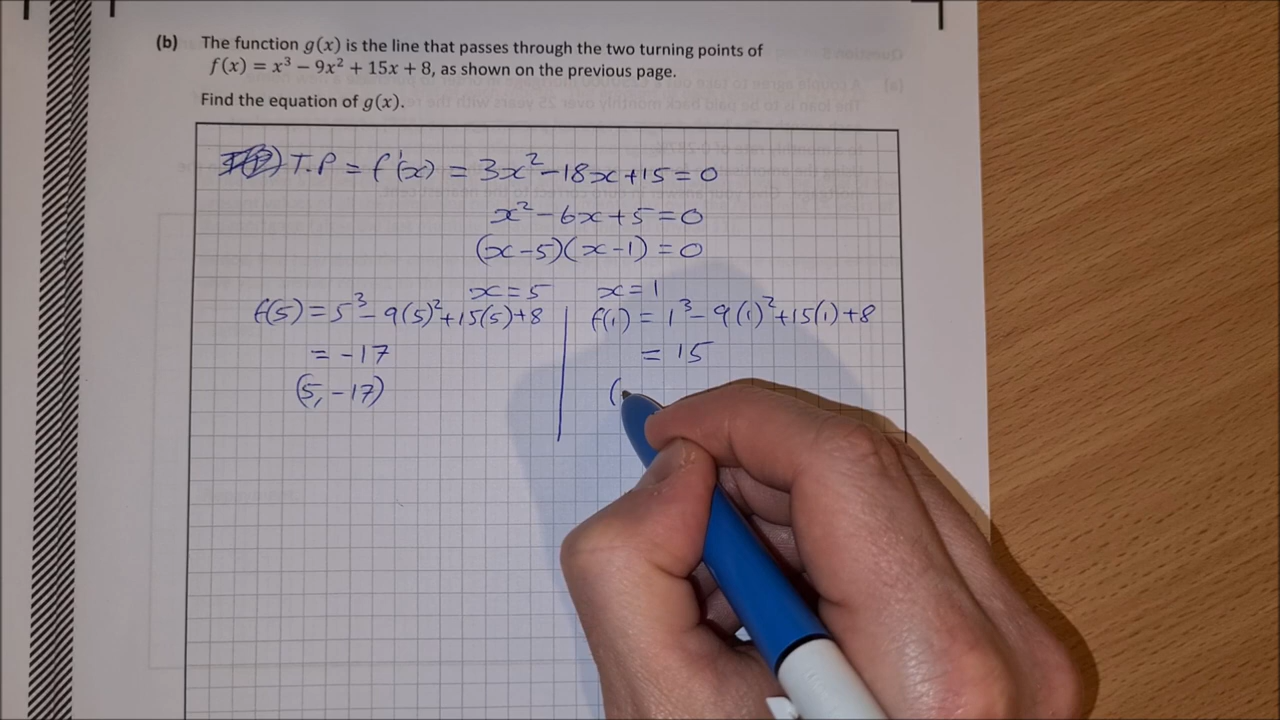 (b) The function g(x) is the line that passes through the two turning points of
f(x) = x³ − 9x² + 15x + 8, as shown on the previous page.
Find the equation of g(x).
T.P = f'(x) = 3x² − 18x + 15 = 0
x² − 6x + 5 = 0
(x − 5)(x − 1) = 0
x = 5 x = 1
f(5) = 5³ − 9(5)² + 15(5) + 8 f(1) = 1³ − 9(1)² + 15(1) + 8
= −17 = 15
(5, −17) (